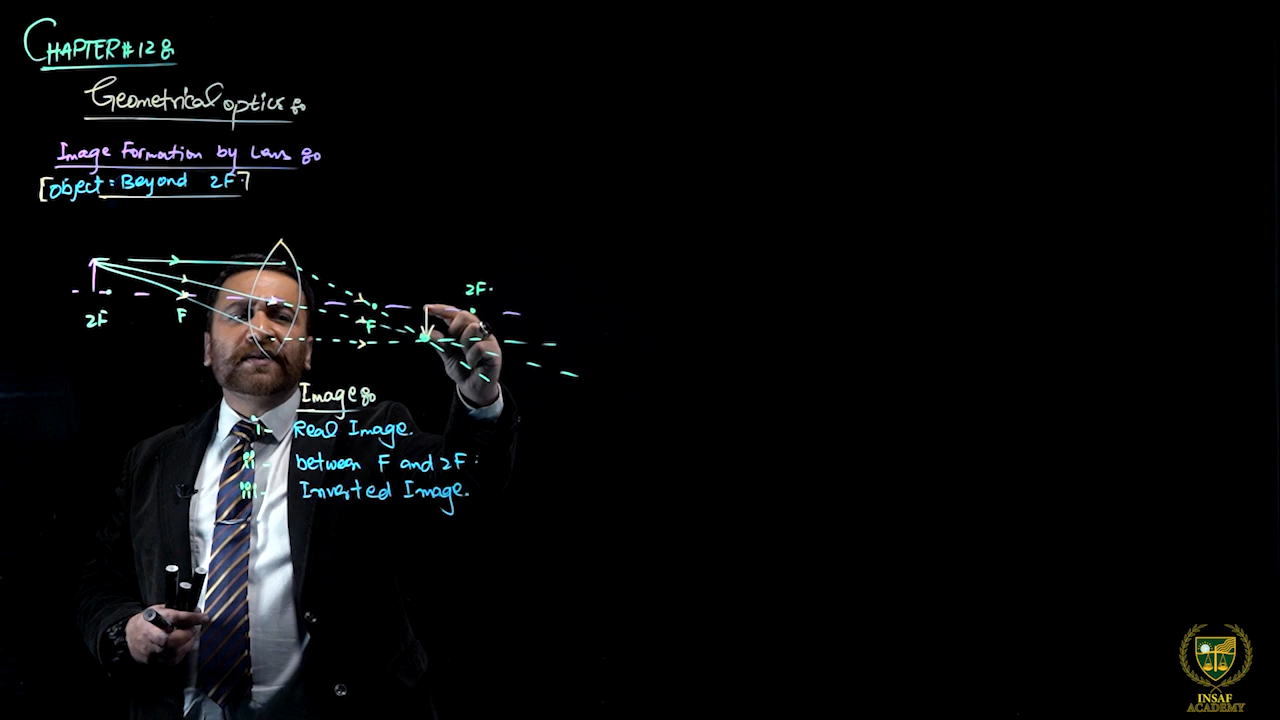 CHAPTER # 12 :
Geometrical optics :
Image Formation by Lens :
[Object : Beyond 2F.]
2F.
2F
F
F
Image :
i- Real Image.
ii- between F and 2F.
iii- Inverted Image.
INSAF
ACADEMY